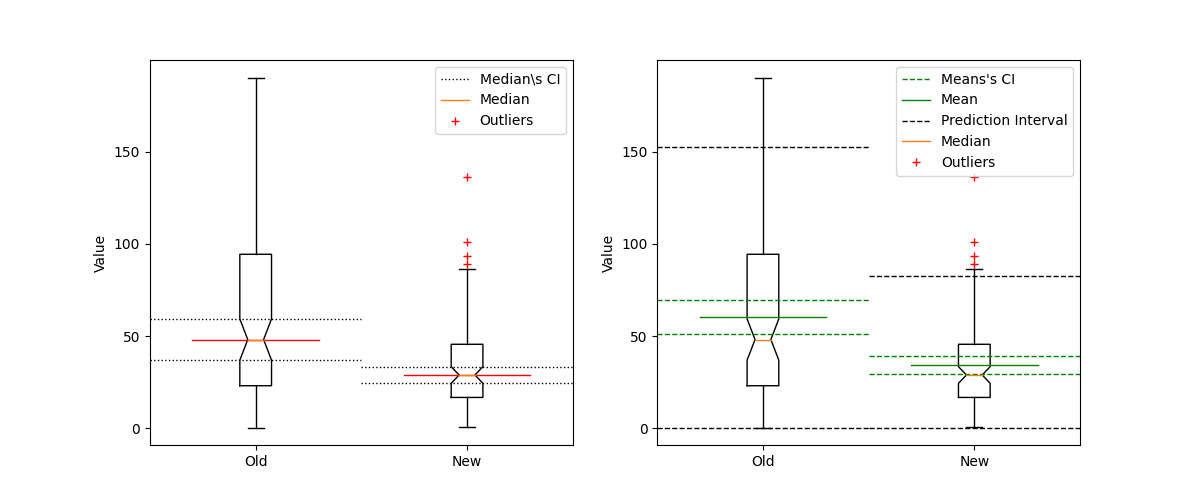 Value
150
100
50
0
Old
New
Median\s CI
Median
Outliers
Value
150
100
50
0
Old
New
Means's CI
Mean
Prediction Interval
Median
Outliers